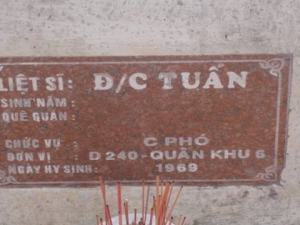 LIỆT SĨ: Đ/C TUẤN
SINH NĂM:
QUÊ QUÁN:
CHỨC VỤ : C PHÓ
ĐƠN VỊ : D 240 - QUÂN KHU 6
NGÀY HY SINH: 1969